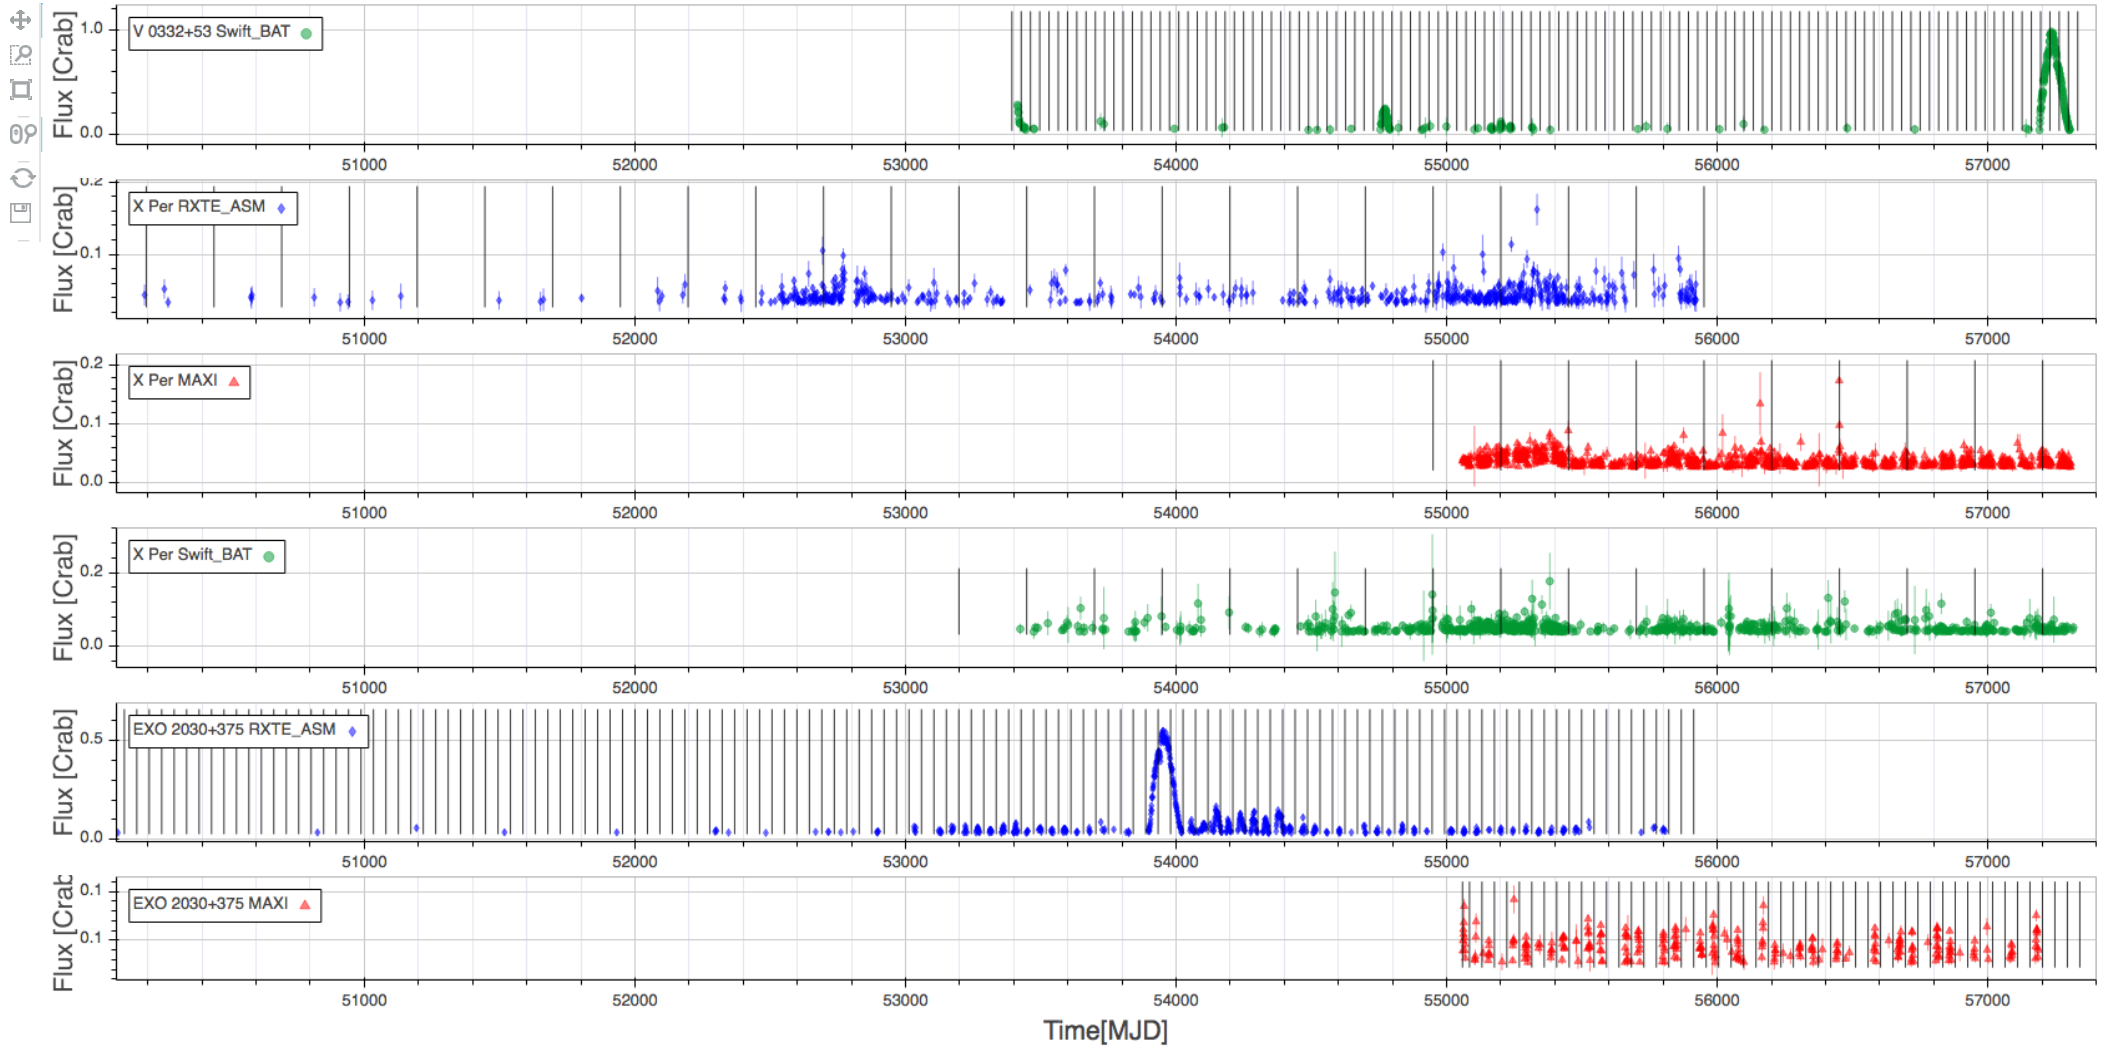 V 0332+53 Swift_BAT
Flux [Crab]
1.0
0.0
51000 52000 53000 54000 55000 56000 57000
X Per RXTE_ASM
Flux [Crab]
0.2
0.1
51000 52000 53000 54000 55000 56000 57000
X Per MAXI
Flux [Crab]
0.2
0.1
0.0
51000 52000 53000 54000 55000 56000 57000
X Per Swift_BAT
Flux [Crab]
0.2
0.0
51000 52000 53000 54000 55000 56000 57000
EXO 2030+375 RXTE_ASM
Flux [Crab]
0.5
0.0
51000 52000 53000 54000 55000 56000 57000
EXO 2030+375 MAXI
Flux [Crab
0.1
0.1
51000 52000 53000 54000 55000 56000 57000
Time[MJD]